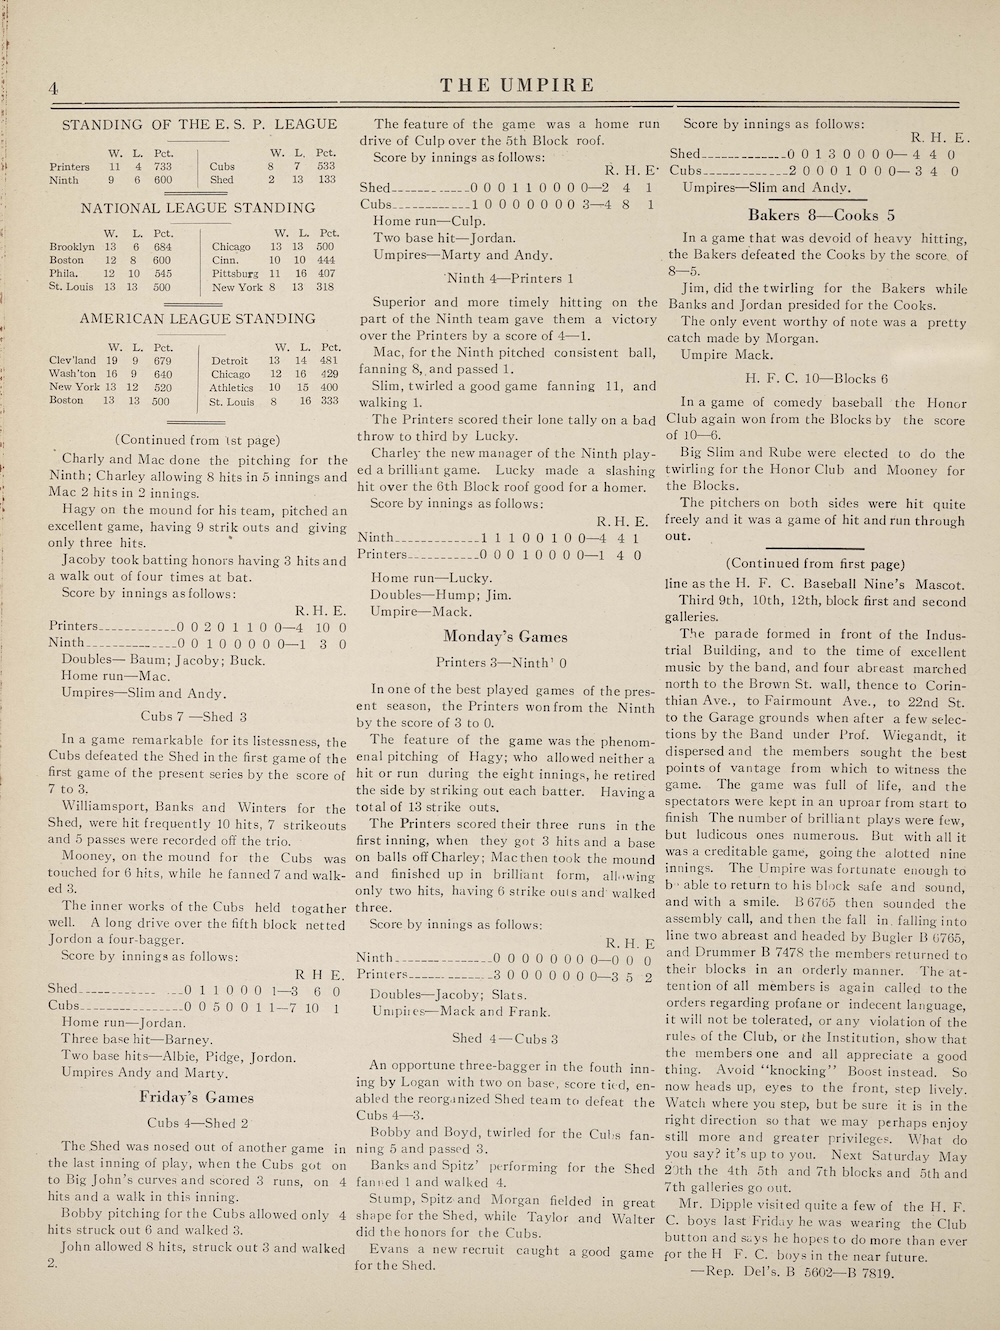 4
THE UMPIRE
STANDING OF THE E. S. P. LEAGUE
W. L. Pct. W. L. Pct.
Printers 11 4 733 Cubs 8 7 533
Ninth 9 6 600 Shed 2 13 133
NATIONAL LEAGUE STANDING
W. L. Pct. W. L. Pct.
Brooklyn 13 6 684 Chicago 13 13 500
Boston 12 8 600 Cinn. 10 10 444
Phila. 12 10 545 Pittsburg 11 16 407
St. Louis 13 13 500 New York 8 13 318
AMERICAN LEAGUE STANDING
W. L. Pct. W. L. Pct.
Clev'land 19 9 679 Detroit 13 14 481
Wash'ton 16 9 640 Chicago 12 16 429
New York 13 12 520 Athletics 10 15 400
Boston 13 13 500 St. Louis 8 16 333
(Continued from 1st page)
Charly and Mac done the pitching for the
Ninth; Charley allowing 8 hits in 5 innings and
Mac 2 hits in 2 innings.
Hagy on the mound for his team, pitched an
excellent game, having 9 strik outs and giving
only three hits.
Jacoby took batting honors having 3 hits and
a walk out of four times at bat.
Score by innings as follows:
R. H. E.
Printers............0 0 2 0 1 1 0 0—4 10 0
Ninth..............0 0 1 0 0 0 0 0—1 3 0
Doubles— Baum; Jacoby; Buck.
Home run—Mac.
Umpires—Slim and Andy.
Cubs 7 —Shed 3
In a game remarkable for its listessness, the
Cubs defeated the Shed in the first game of the
first game of the present series by the score of
7 to 3.
Williamsport, Banks and Winters for the
Shed, were hit frequently 10 hits, 7 strikeouts
and 5 passes were recorded off the trio.
Mooney, on the mound for the Cubs was
touched for 6 hits, while he fanned 7 and walk-
ed 3.
The inner works of the Cubs held togather
well. A long drive over the fifth block netted
Jordon a four-bagger.
Score by innings as follows:
R H E.
Shed............ ...0 1 1 0 0 0 1—3 6 0
Cubs................0 0 5 0 0 1 1—7 10 1
Home run—Jordan.
Three base hit—Barney.
Two base hits—Albie, Pidge, Jordon.
Umpires Andy and Marty.
Friday's Games
Cubs 4—Shed 2
The Shed was nosed out of another game in
the last inning of play, when the Cubs got on
to Big John's curves and scored 3 runs, on 4
hits and a walk in this inning.
Bobby pitching for the Cubs allowed only 4
hits struck out 6 and walked 3.
John allowed 8 hits, struck out 3 and walked
2.
The feature of the game was a home run
drive of Culp over the 5th Block roof.
Score by innings as follows:
R. H. E.
Shed............0 0 0 1 1 0 0 0 0—2 4 1
Cubs............1 0 0 0 0 0 0 0 3—4 8 1
Home run—Culp.
Two base hit—Jordan.
Umpires—Marty and Andy.
Ninth 4—Printers 1
Superior and more timely hitting on the
part of the Ninth team gave them a victory
over the Printers by a score of 4—1.
Mac, for the Ninth pitched consistent ball,
fanning 8, and passed 1.
Slim, twirled a good game fanning 11, and
walking 1.
The Printers scored their lone tally on a bad
throw to third by Lucky.
Charley the new manager of the Ninth play-
ed a brilliant game. Lucky made a slashing
hit over the 6th Block roof good for a homer.
Score by innings as follows:
R. H. E.
Ninth.............1 1 1 0 0 1 0 0—4 4 1
Printers...........0 0 0 1 0 0 0 0—1 4 0
Home run—Lucky.
Doubles—Hump; Jim.
Umpire—Mack.
Monday's Games
Printers 3—Ninth' 0
In one of the best played games of the pres-
ent season, the Printers won from the Ninth
by the score of 3 to 0.
The feature of the game was the phenom-
enal pitching of Hagy; who allowed neither a
hit or run during the eight innings, he retired
the side by striking out each batter. Having a
total of 13 strike outs.
The Printers scored their three runs in the
first inning, when they got 3 hits and a base
on balls off Charley; Mac then took the mound
and finished up in brilliant form, allowing
only two hits, having 6 strike outs and walked
three.
Score by innings as follows:
R. H. E
Ninth...............0 0 0 0 0 0 0 0—0 0 0
Printers.............3 0 0 0 0 0 0 0—3 5 2
Doubles—Jacoby; Slats.
Umpires—Mack and Frank.
Shed 4—Cubs 3
An opportune three-bagger in the fouth inn-
ing by Logan with two on base, score tied, en-
abled the reorganized Shed team to defeat the
Cubs 4—3.
Bobby and Boyd, twirled for the Cubs fan-
ning 5 and passed 3.
Banks and Spitz' performing for the Shed
fanned 1 and walked 4.
Stump, Spitz and Morgan fielded in great
shape for the Shed, while Taylor and Walter
did the honors for the Cubs.
Evans a new recruit caught a good game
for the Shed.
Score by innings as follows:
R. H. E.
Shed.............0 0 1 3 0 0 0 0— 4 4 0
Cubs.............2 0 0 0 1 0 0 0— 3 4 0
Umpires—Slim and Andy.
Bakers 8—Cooks 5
In a game that was devoid of heavy hitting,
the Bakers defeated the Cooks by the score of
8—5.
Jim, did the twirling for the Bakers while
Banks and Jordan presided for the Cooks.
The only event worthy of note was a pretty
catch made by Morgan.
Umpire Mack.
H. F. C. 10—Blocks 6
In a game of comedy baseball the Honor
Club again won from the Blocks by the score
of 10—6.
Big Slim and Rube were elected to do the
twirling for the Honor Club and Mooney for
the Blocks.
The pitchers on both sides were hit quite
freely and it was a game of hit and run through
out.
(Continued from first page)
line as the H. F. C. Baseball Nine's Mascot.
Third 9th, 10th, 12th, block first and second
galleries.
The parade formed in front of the Indus-
trial Building, and to the time of excellent
music by the band, and four abreast marched
north to the Brown St. wall, thence to Corin-
thian Ave., to Fairmount Ave., to 22nd St.
to the Garage grounds when after a few selec-
tions by the Band under Prof. Wiegandt, it
dispersed and the members sought the best
points of vantage from which to witness the
game. The game was full of life, and the
spectators were kept in an uproar from start to
finish The number of brilliant plays were few,
but ludicous ones numerous. But with all it
was a creditable game, going the alotted nine
innings. The Umpire was fortunate enough to
be able to return to his block safe and sound,
and with a smile. B 6765 then sounded the
assembly call, and then the fall in falling into
line two abreast and headed by Bugler B 6765,
and Drummer B 7478 the members returned to
their blocks in an orderly manner. The at-
tention of all members is again called to the
orders regarding profane or indecent language,
it will not be tolerated, or any violation of the
rules of the Club, or the Institution, show that
the members one and all appreciate a good
thing. Avoid "knocking" Boost instead. So
now heads up, eyes to the front, step lively.
Watch where you step, but be sure it is in the
right direction so that we may perhaps enjoy
still more and greater privileges. What do
you say? it's up to you. Next Saturday May
20th the 4th 5th and 7th blocks and 5th and
7th galleries go out.
Mr. Dipple visited quite a few of the H. F.
C. boys last Friday he was wearing the Club
button and says he hopes to do more than ever
for the H F. C. boys in the near future.
—Rep. Del's. B 5602—B 7819.